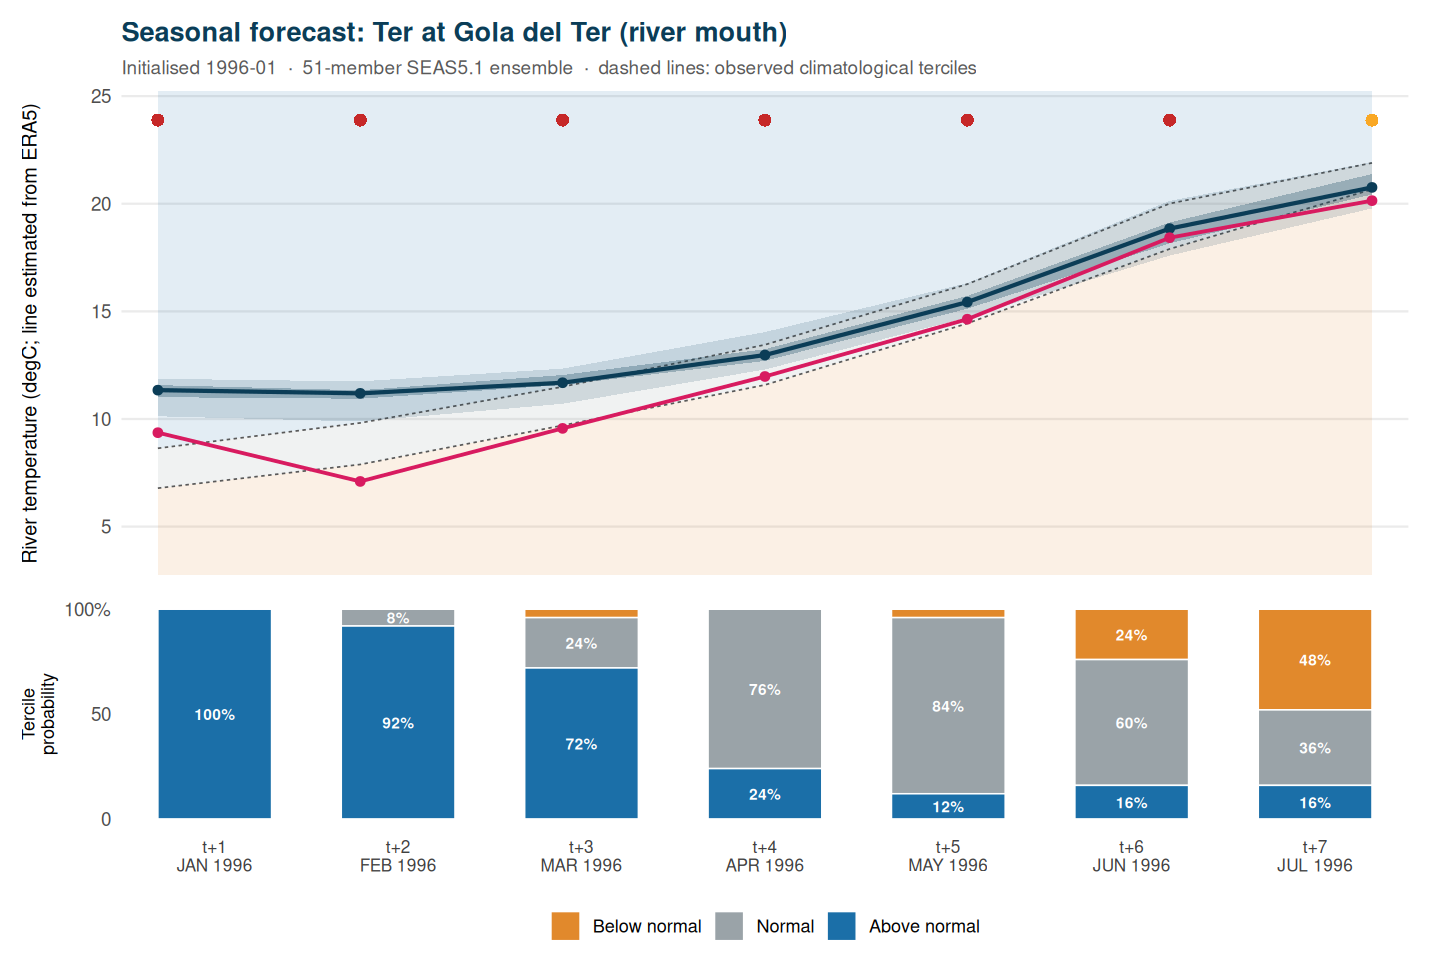 Seasonal forecast: Ter at Gola del Ter (river mouth)
Initialised 1996-01 · 51-member SEAS5.1 ensemble · dashed lines: observed climatological terciles
River temperature (degC; line estimated from ERA5)
25
20
15
10
5
Tercile
probability
100%
50
0
100%
8%
92%
24%
72%
76%
24%
84%
12%
24%
60%
16%
48%
36%
16%
t+1
JAN 1996
t+2
FEB 1996
t+3
MAR 1996
t+4
APR 1996
t+5
MAY 1996
t+6
JUN 1996
t+7
JUL 1996
Below normal
Normal
Above normal